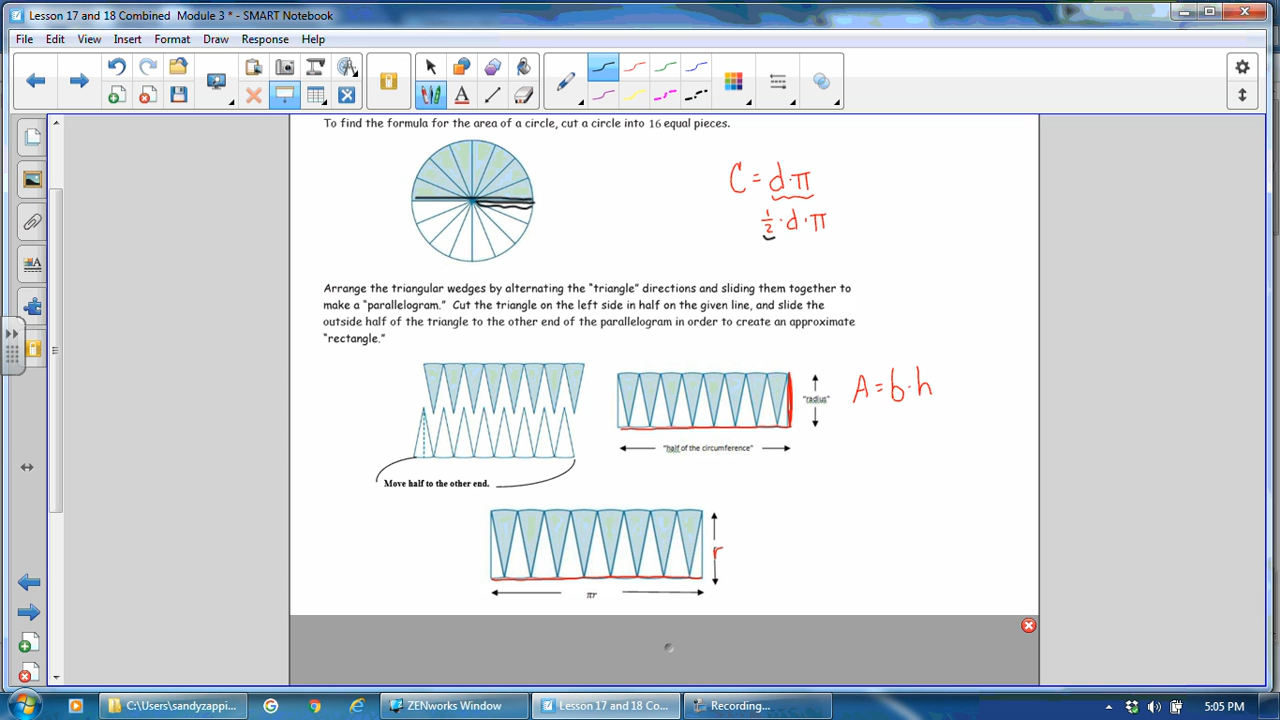 Lesson 17 and 18 Combined Module 3 * - SMART Notebook
File Edit View Insert Format Draw Response Help
To find the formula for the area of a circle, cut a circle into 16 equal pieces.
C = d·π
1/2 · d · π
Arrange the triangular wedges by alternating the “triangle” directions and sliding them together to
make a “parallelogram.” Cut the triangle on the left side in half on the given line, and slide the
outside half of the triangle to the other end of the parallelogram in order to create an approximate
“rectangle.”
"radius"
A = b·h
"half of the circumference"
Move half to the other end.
r
πr
C:\Users\sandyzappi...
ZENworks Window
Lesson 17 and 18 Co...
Recording...
5:05 PM